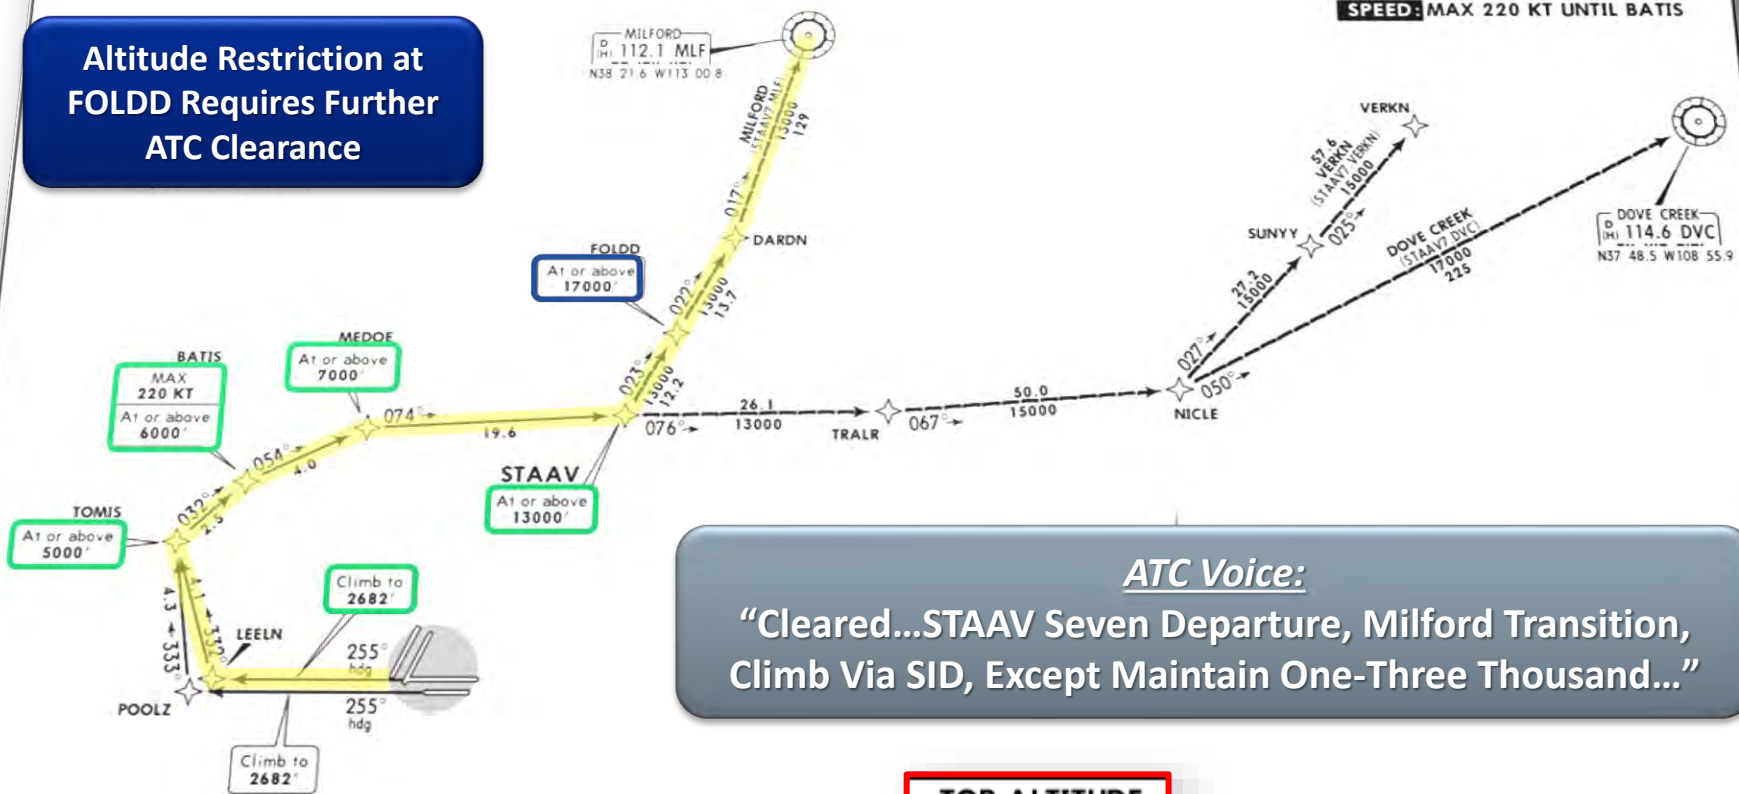 SPEED: MAX 220 KT UNTIL BATIS
Altitude Restriction at
FOLDD Requires Further
ATC Clearance
MILFORD
D
(H) 112.1 MLF
N38 21.6 W113 00.8
MILFORD
(STAAV7.MLF)
13000
129
017°
DARDN
VERKN
57.6
VERKN
(STAAV7.VERKN)
15000
025°
SUNYY
27.2
15000
027°
DOVE CREEK
(STAAV7.DVC)
17000
225
050°
DOVE CREEK
D
(H) 114.6 DVC
N37 48.5 W108 55.9
FOLDD
At or above
17000'
022°
13000
13.7
023°
13000
12.2
MEDOE
At or above
7000'
074°
19.6
BATIS
MAX
220 KT
At or above
6000'
054°
4.0
STAAV
At or above
13000'
26.1
076°
13000
TRALR
50.0
067°
15000
NICLE
TOMIS
At or above
5000'
032°
2.5
Climb to
2682'
LEELN
4.1
332°
4.3
333°
255°
hdg
POOLZ
255°
hdg
Climb to
2682'
ATC Voice:
“Cleared...STAAV Seven Departure, Milford Transition,
Climb Via SID, Except Maintain One-Three Thousand...”
TOP ALTITUDE